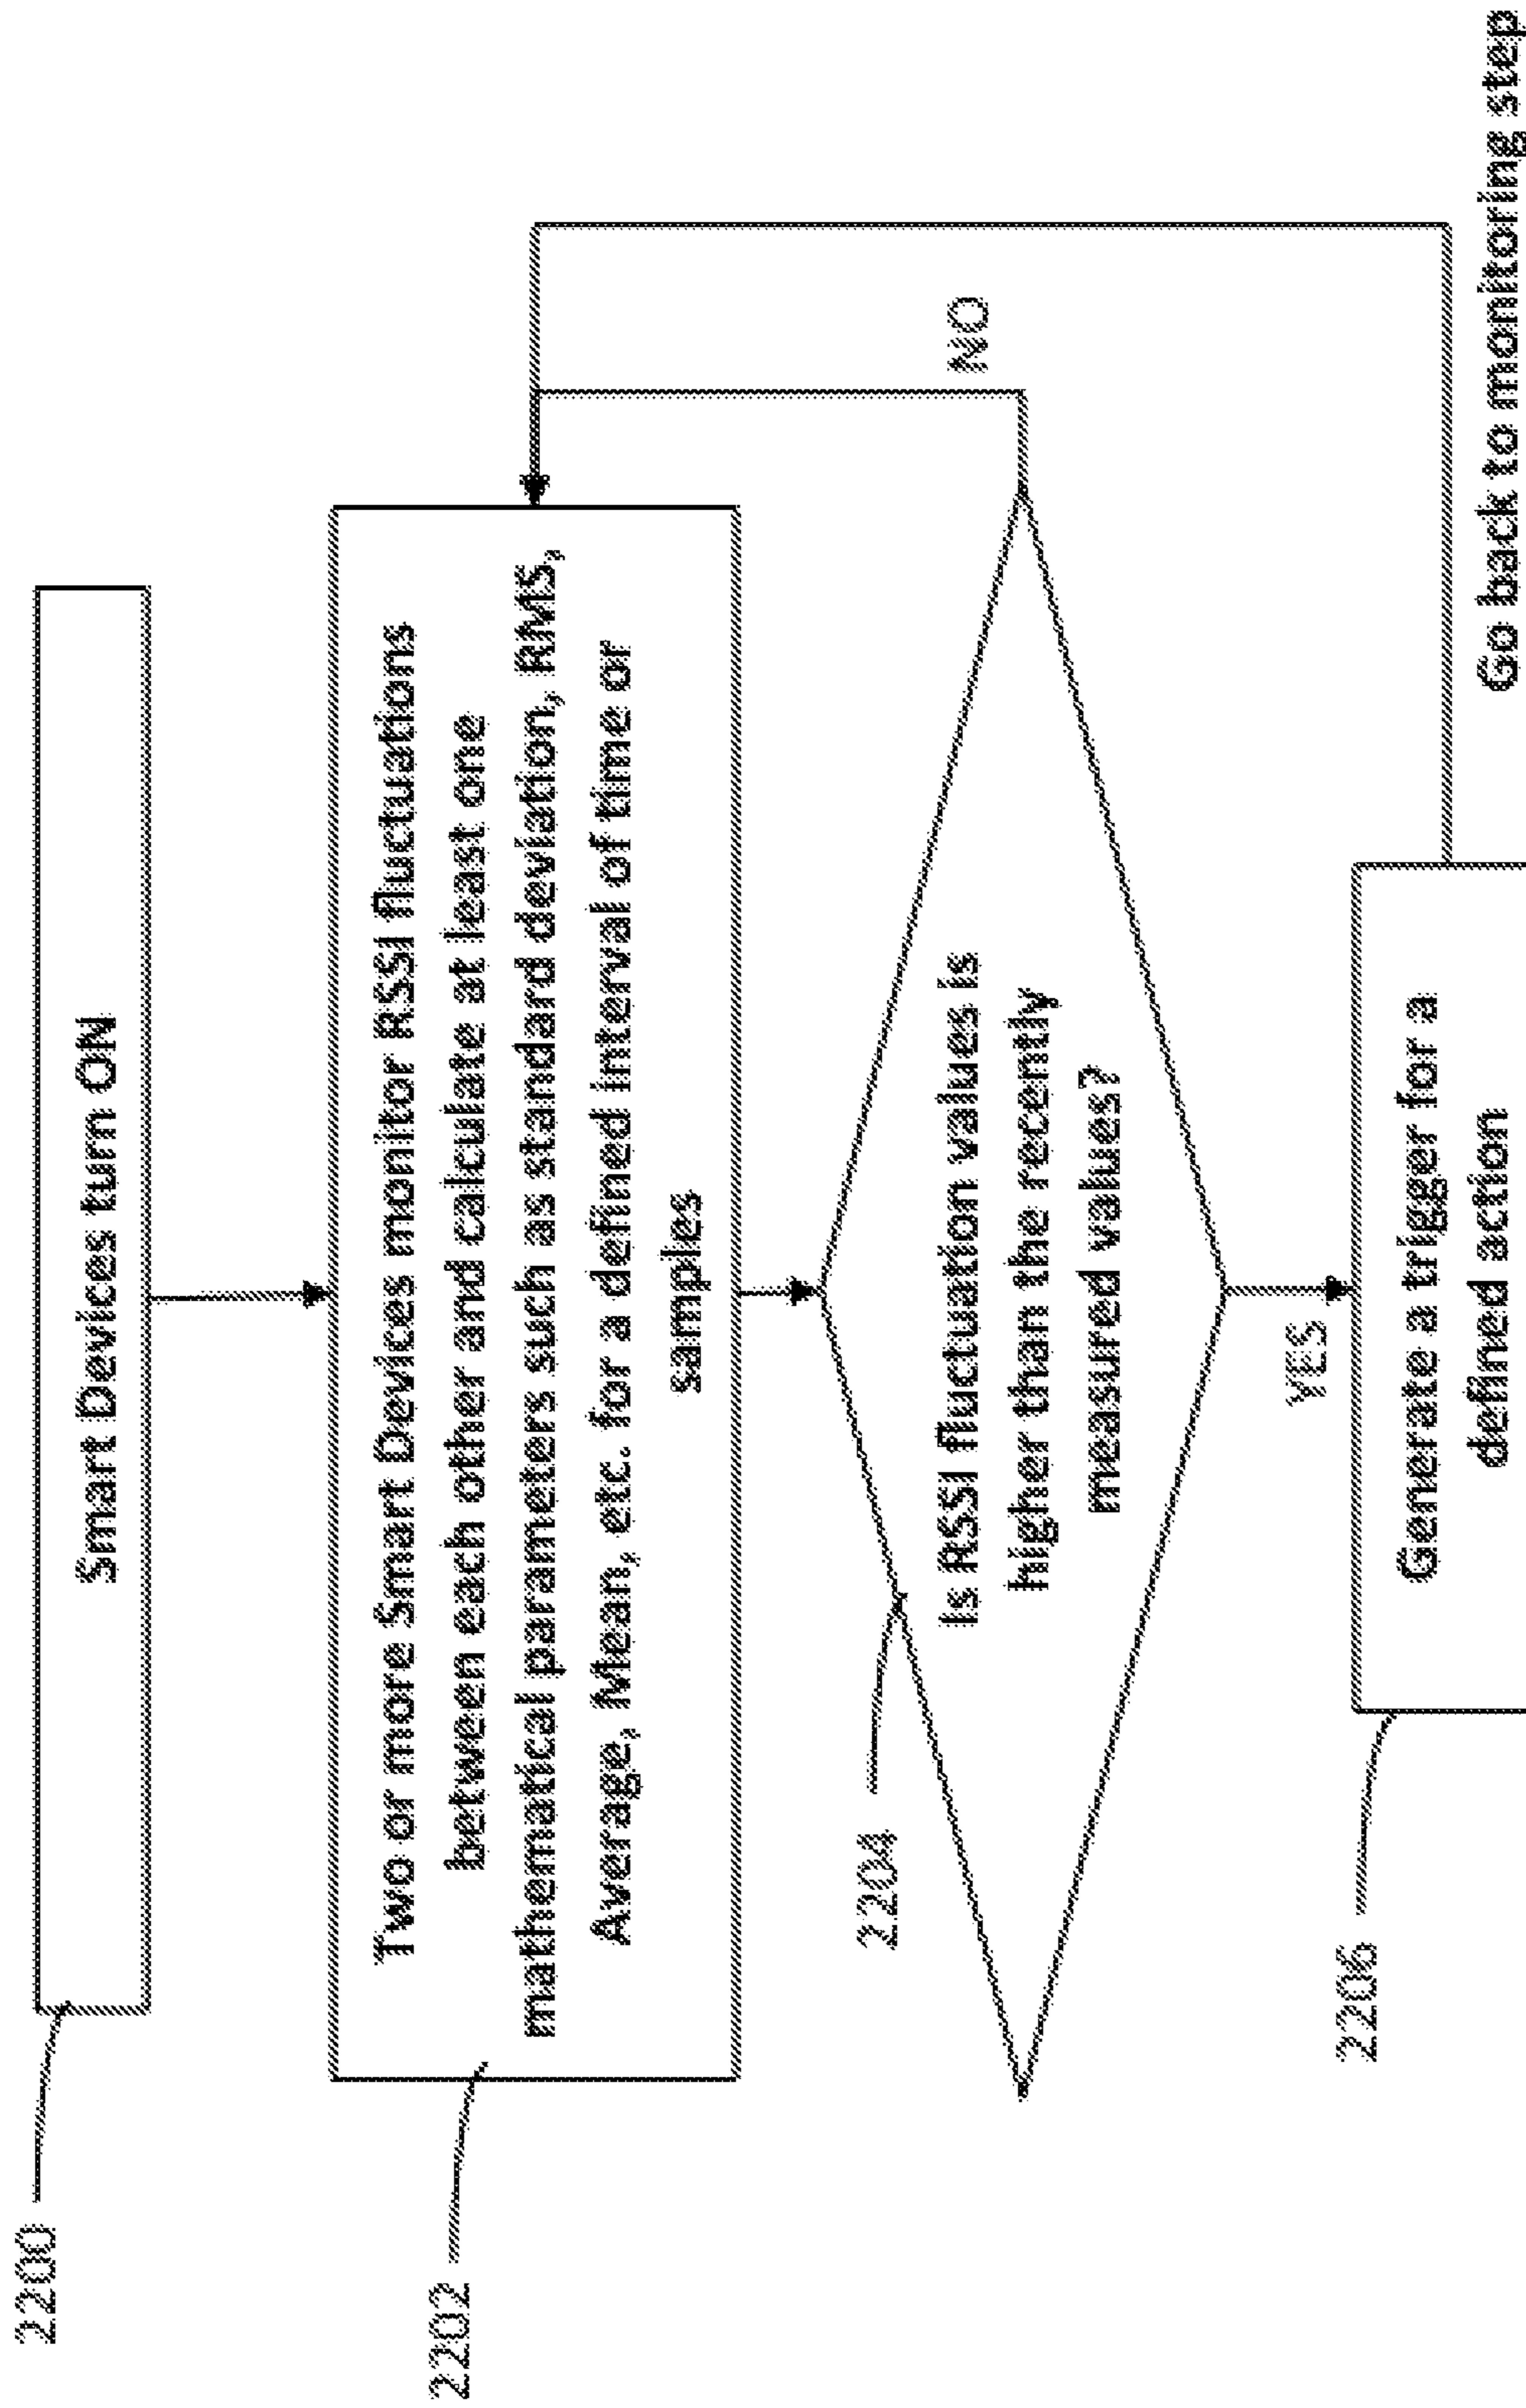 2200
Smart Devices turn ON
2202
Two or more Smart Devices monitor RSSI fluctuations
between each other and calculate at least one
mathematical parameters such as standard deviation, RMS,
Average, Mean, etc. for a defined interval of time or
samples
2204
Is RSSI fluctuation values is
higher than the recently
measured values?
NO
YES
2206
Generate a trigger for a
defined action
Go back to monitoring step